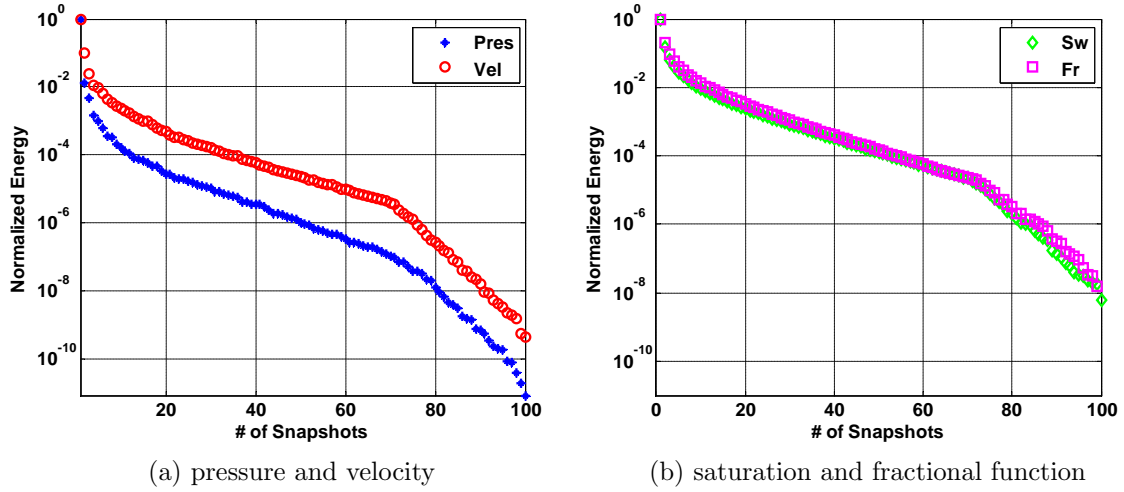 10^0
10^-2
10^-4
10^-6
10^-8
10^-10
Normalized Energy
Pres
Vel
20 40 60 80 100
# of Snapshots
(a) pressure and velocity
10^0
10^-2
10^-4
10^-6
10^-8
10^-10
Normalized Energy
Sw
Fr
0 20 40 60 80 100
# of Snapshots
(b) saturation and fractional function